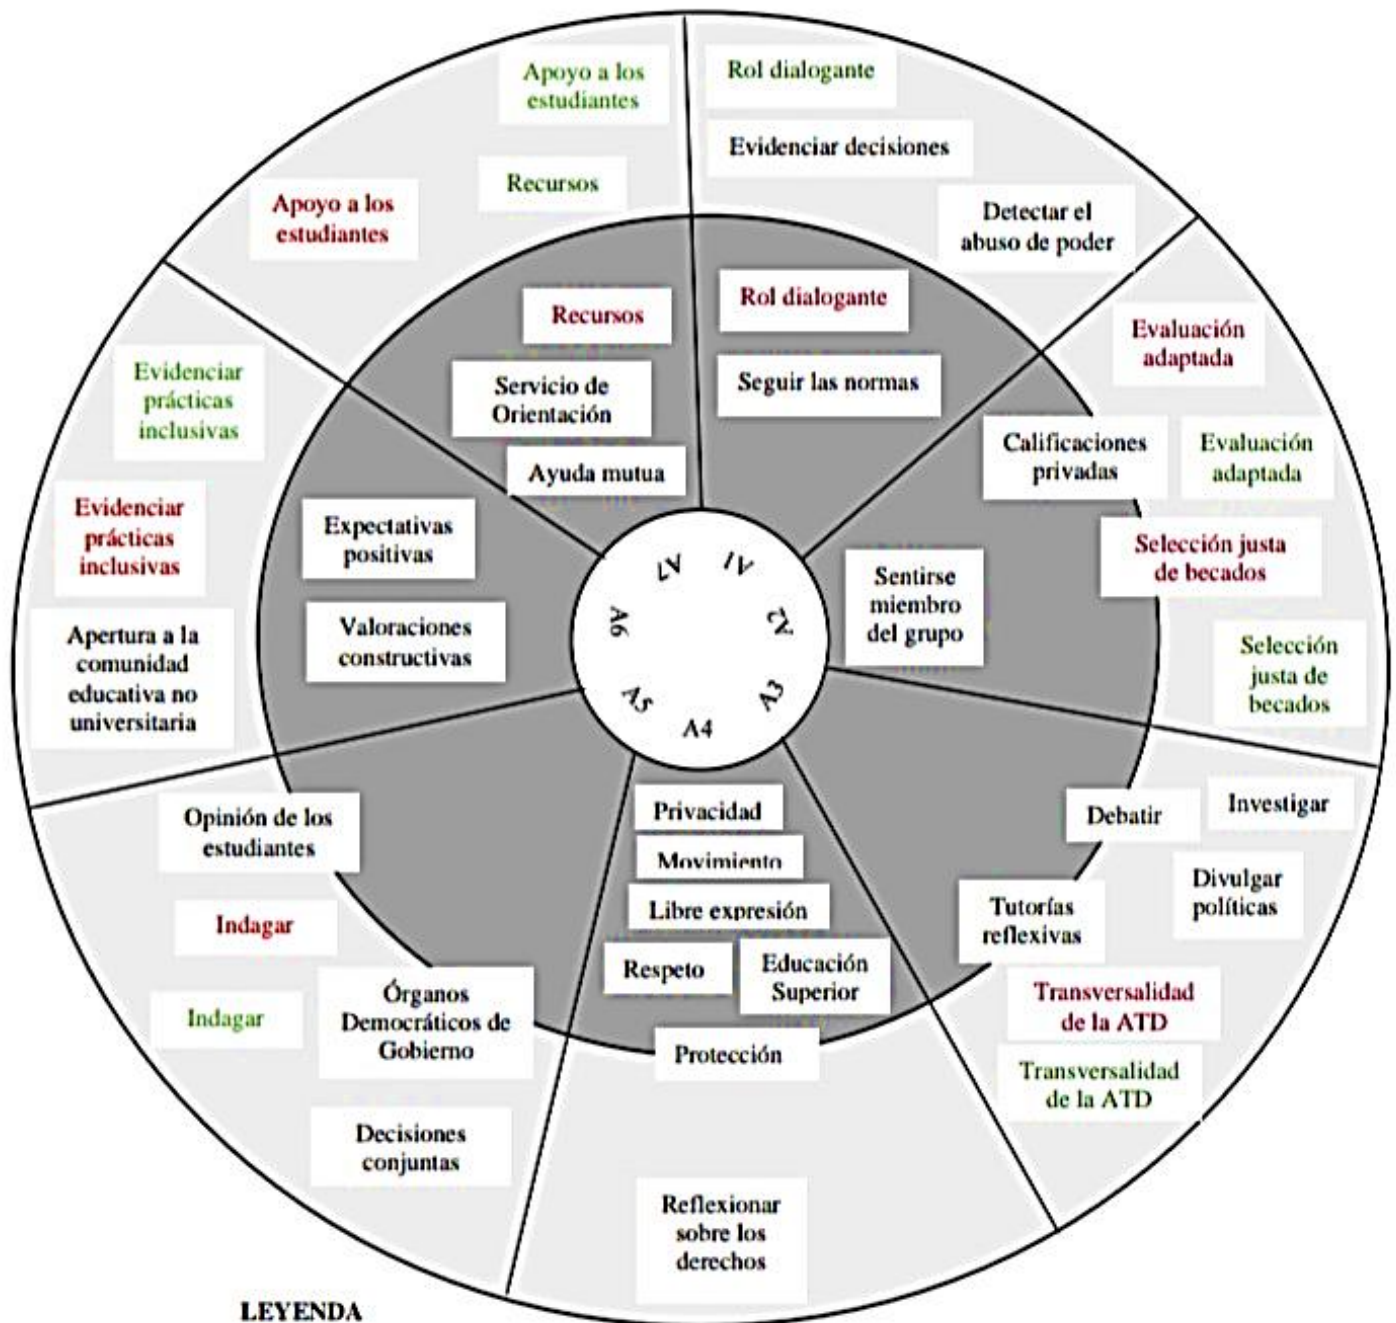 Apoyo a los
estudiantes
Recursos
Apoyo a los
estudiantes
Rol dialogante
Evidenciar decisiones
Detectar el
abuso de poder
Recursos
Servicio de
Orientación
Ayuda mutua
Rol dialogante
Seguir las normas
Evaluación
adaptada
Calificaciones
privadas
Evaluación
adaptada
Selección justa
de becados
Sentirse
miembro
del grupo
Selección
justa de
becados
Evidenciar
prácticas
inclusivas
Evidenciar
prácticas
inclusivas
Apertura a la
comunidad
educativa no
universitaria
Expectativas
positivas
Valoraciones
constructivas
A7
A1
A6
A2
A5
A3
A4
Opinión de los
estudiantes
Indagar
Indagar
Órganos
Democráticos de
Gobierno
Decisiones
conjuntas
Privacidad
Movimiento
Libre expresión
Respeto
Educación
Superior
Protección
Reflexionar
sobre los
derechos
Debatir
Investigar
Divulgar
políticas
Tutorías
reflexivas
Transversalidad
de la ATD
Transversalidad
de la ATD
LEYENDA